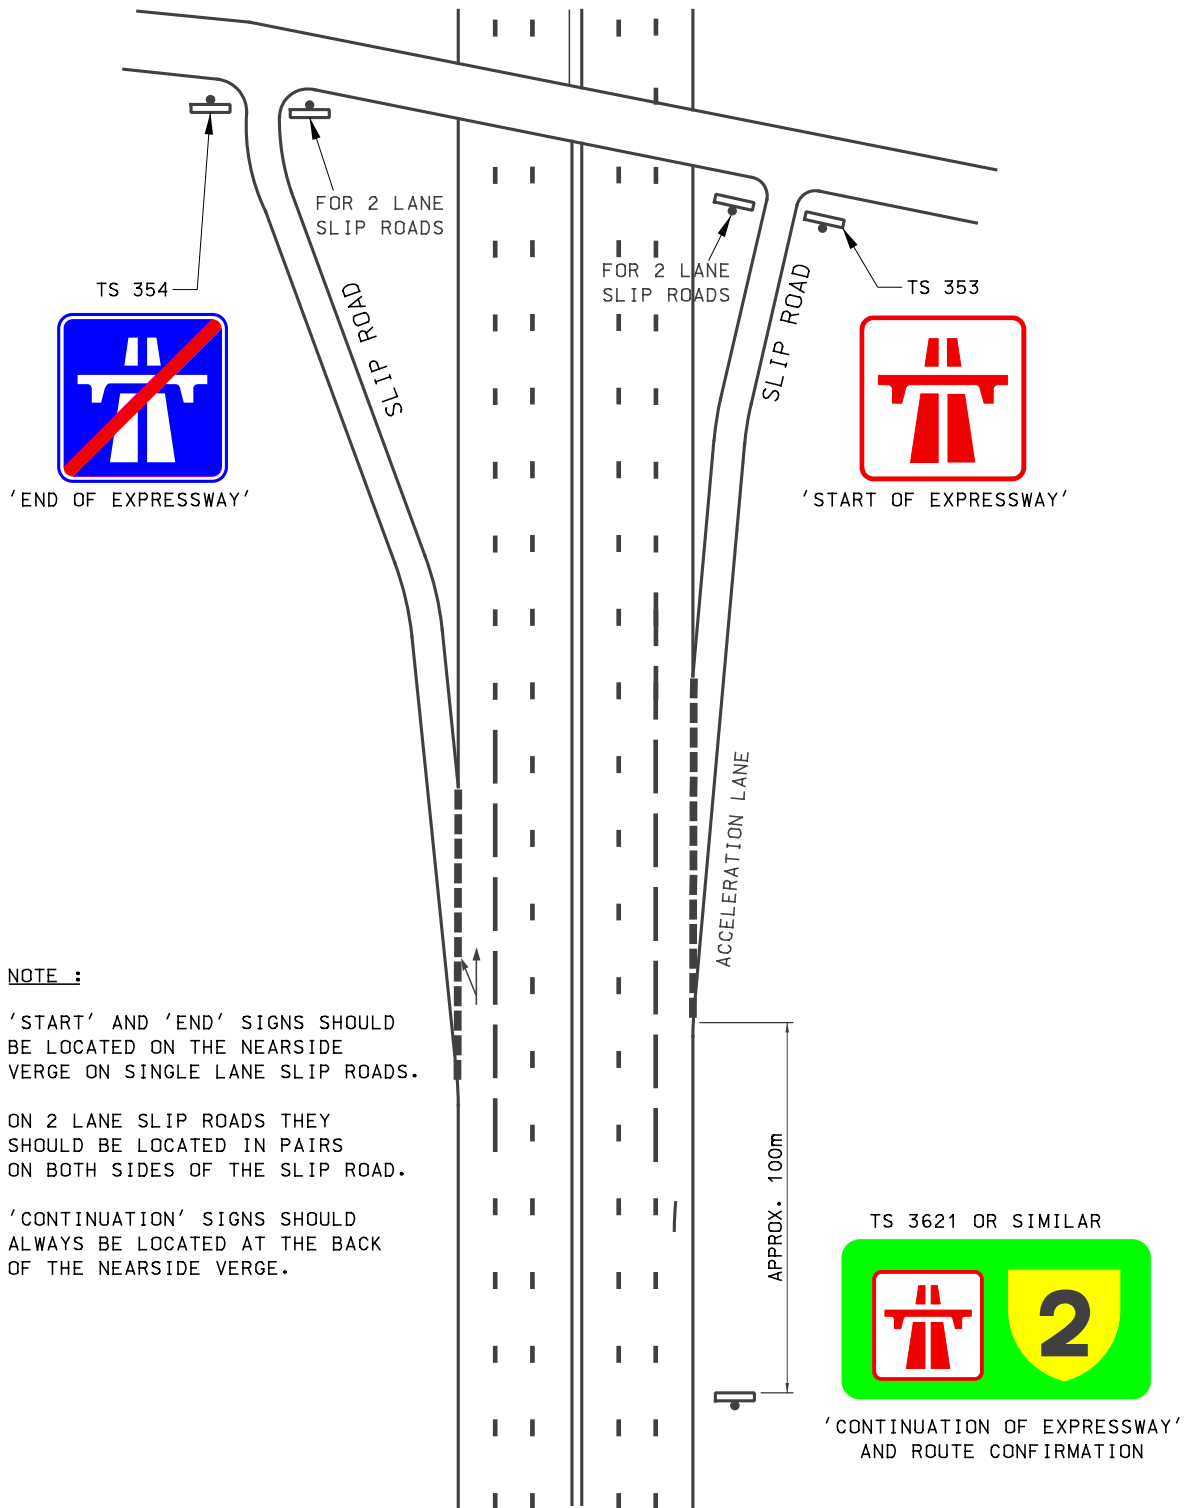 FOR 2 LANE
SLIP ROADS
FOR 2 LANE
SLIP ROADS
TS 354
TS 353
SLIP ROAD
SLIP ROAD
'END OF EXPRESSWAY'
'START OF EXPRESSWAY'
ACCELERATION LANE
NOTE :
'START' AND 'END' SIGNS SHOULD
BE LOCATED ON THE NEARSIDE
VERGE ON SINGLE LANE SLIP ROADS.
ON 2 LANE SLIP ROADS THEY
SHOULD BE LOCATED IN PAIRS
ON BOTH SIDES OF THE SLIP ROAD.
'CONTINUATION' SIGNS SHOULD
ALWAYS BE LOCATED AT THE BACK
OF THE NEARSIDE VERGE.
APPROX. 100m
TS 3621 OR SIMILAR
2
'CONTINUATION OF EXPRESSWAY'
AND ROUTE CONFIRMATION